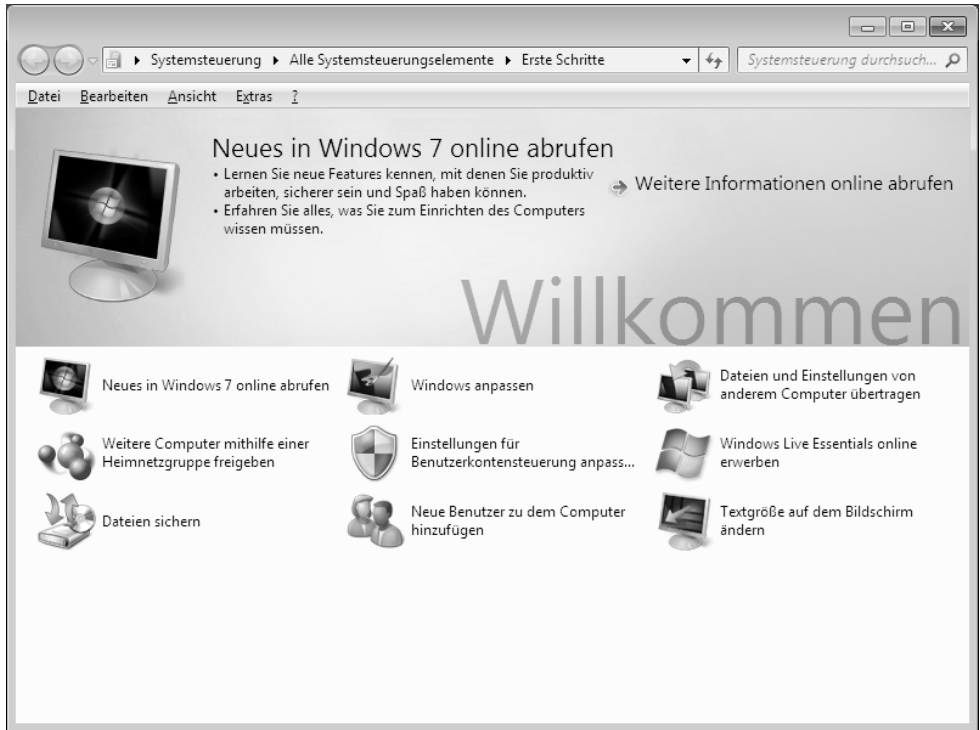 Systemsteuerung ▸ Alle Systemsteuerungselemente ▸ Erste Schritte
Systemsteuerung durchsuch...
Datei Bearbeiten Ansicht Extras ?
Neues in Windows 7 online abrufen
• Lernen Sie neue Features kennen, mit denen Sie produktiv
arbeiten, sicherer sein und Spaß haben können.
• Erfahren Sie alles, was Sie zum Einrichten des Computers
wissen müssen.
Weitere Informationen online abrufen
Willkommen
Neues in Windows 7 online abrufen
Windows anpassen
Dateien und Einstellungen von
anderem Computer übertragen
Weitere Computer mithilfe einer
Heimnetzgruppe freigeben
Einstellungen für
Benutzerkontensteuerung anpass...
Windows Live Essentials online
erwerben
Dateien sichern
Neue Benutzer zu dem Computer
hinzufügen
Textgröße auf dem Bildschirm
ändern